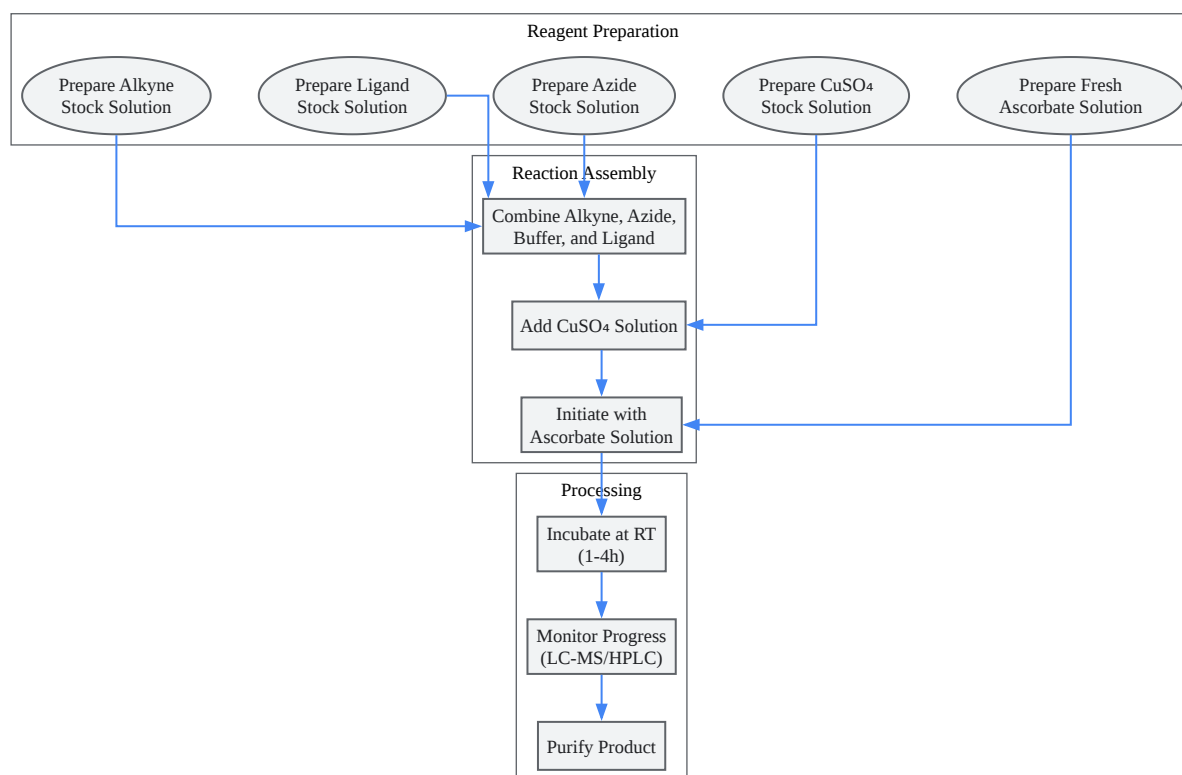 Reagent Preparation
Prepare Alkyne
Stock Solution
Prepare Ligand
Stock Solution
Prepare Azide
Stock Solution
Prepare CuSO₄
Stock Solution
Prepare Fresh
Ascorbate Solution
Reaction Assembly
Combine Alkyne, Azide,
Buffer, and Ligand
Add CuSO₄ Solution
Initiate with
Ascorbate Solution
Processing
Incubate at RT
(1-4h)
Monitor Progress
(LC-MS/HPLC)
Purify Product